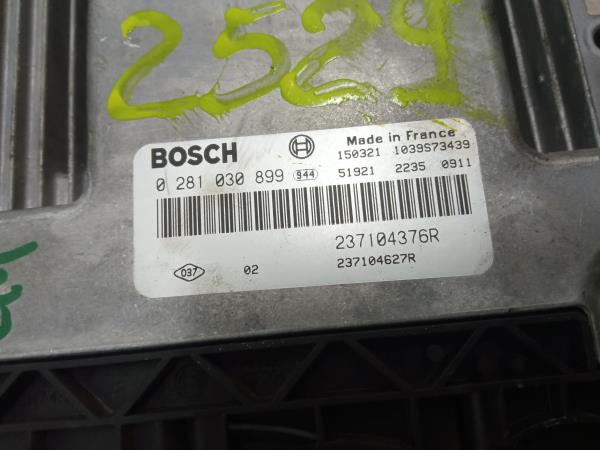 2529
BOSCH
Made in France
150321 1039S73439
0 281 030 899 944 51921 2235 0911
237104376R
037 02 237104627R